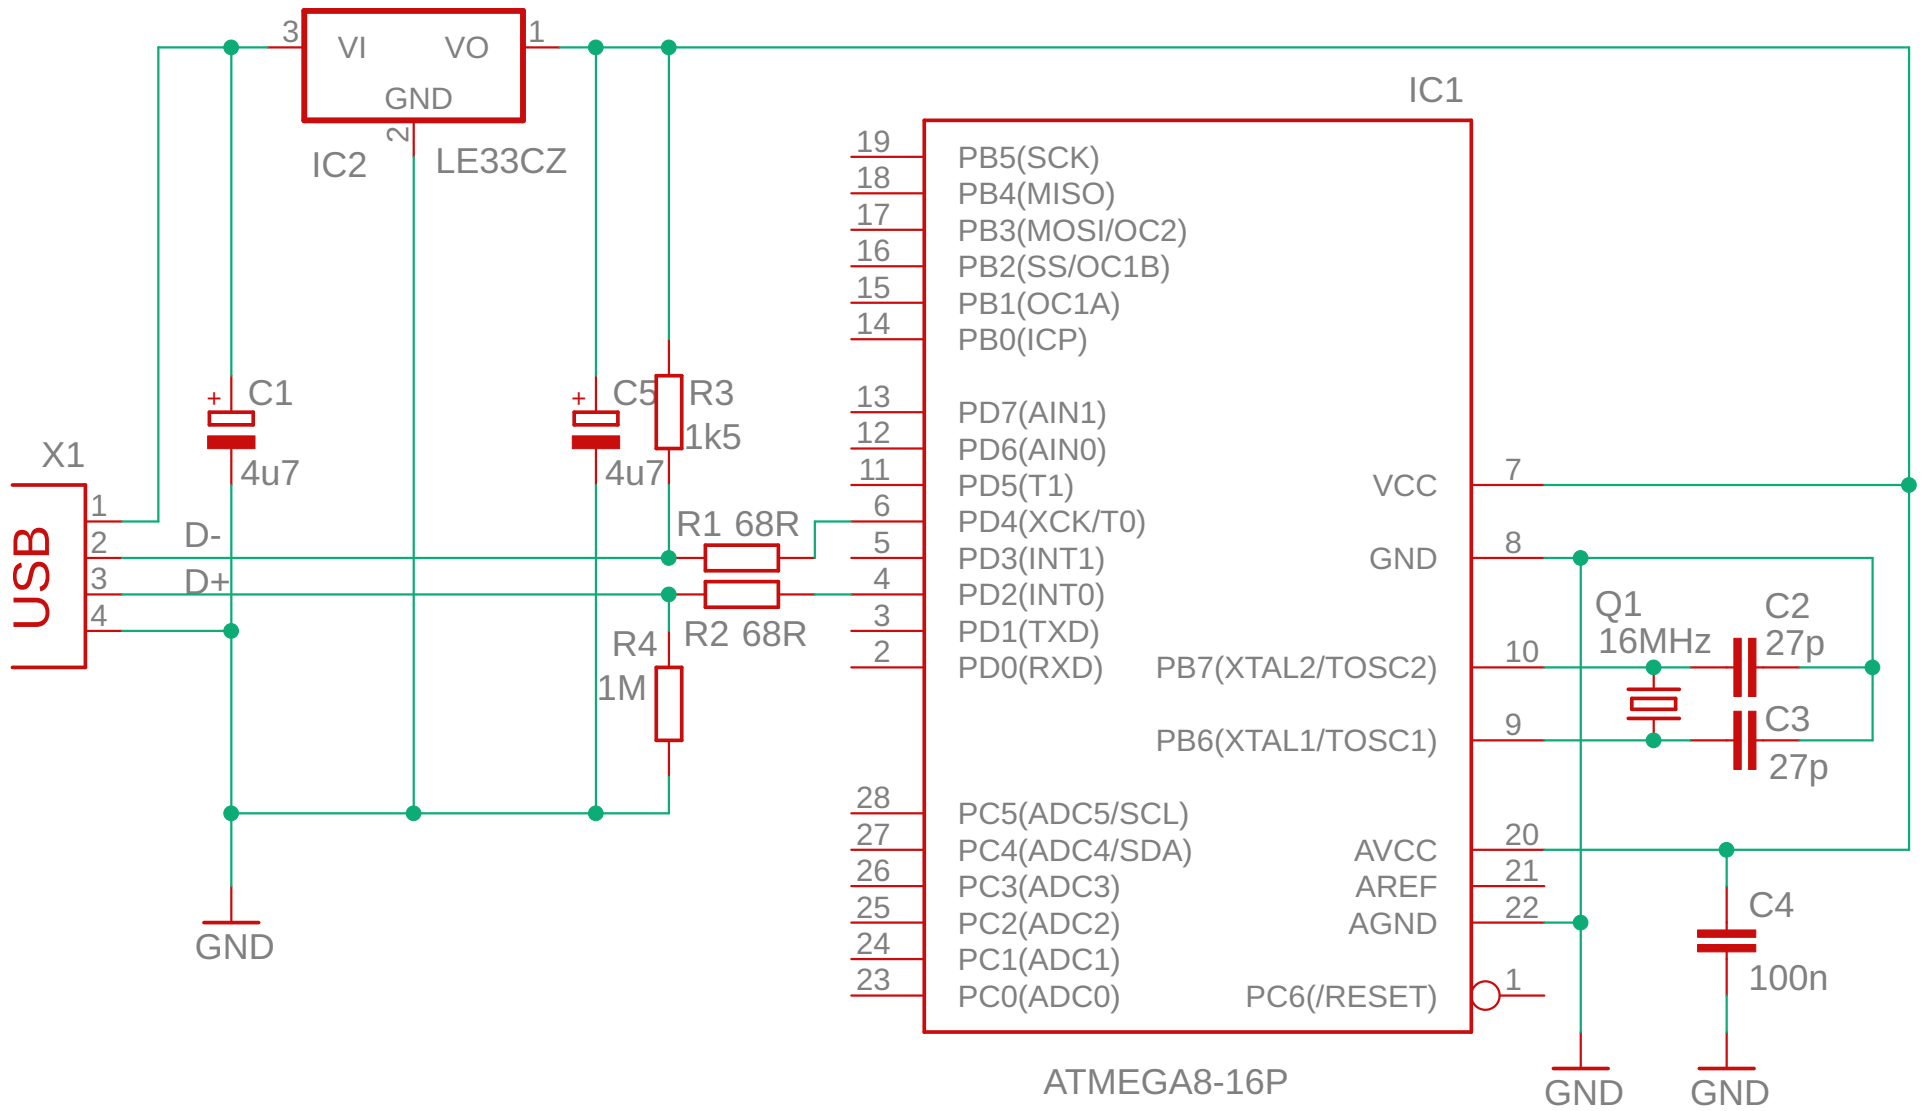 3
VI
VO
1
GND
2
IC2
LE33CZ
IC1
19
PB5(SCK)
18
PB4(MISO)
17
PB3(MOSI/OC2)
16
PB2(SS/OC1B)
15
PB1(OC1A)
14
PB0(ICP)
13
PD7(AIN1)
12
PD6(AIN0)
11
PD5(T1)
6
PD4(XCK/T0)
5
PD3(INT1)
4
PD2(INT0)
3
PD1(TXD)
2
PD0(RXD)
28
PC5(ADC5/SCL)
27
PC4(ADC4/SDA)
26
PC3(ADC3)
25
PC2(ADC2)
24
PC1(ADC1)
23
PC0(ADC0)
VCC
7
GND
8
PB7(XTAL2/TOSC2)
10
PB6(XTAL1/TOSC1)
9
AVCC
20
AREF
21
AGND
22
PC6(/RESET)
1
ATMEGA8-16P
+
C1
4u7
+
C5
4u7
R3
1k5
X1
USB
1
2
3
4
D-
D+
R1 68R
R2 68R
R4
1M
GND
Q1
16MHz
C2
27p
C3
27p
C4
100n
GND
GND